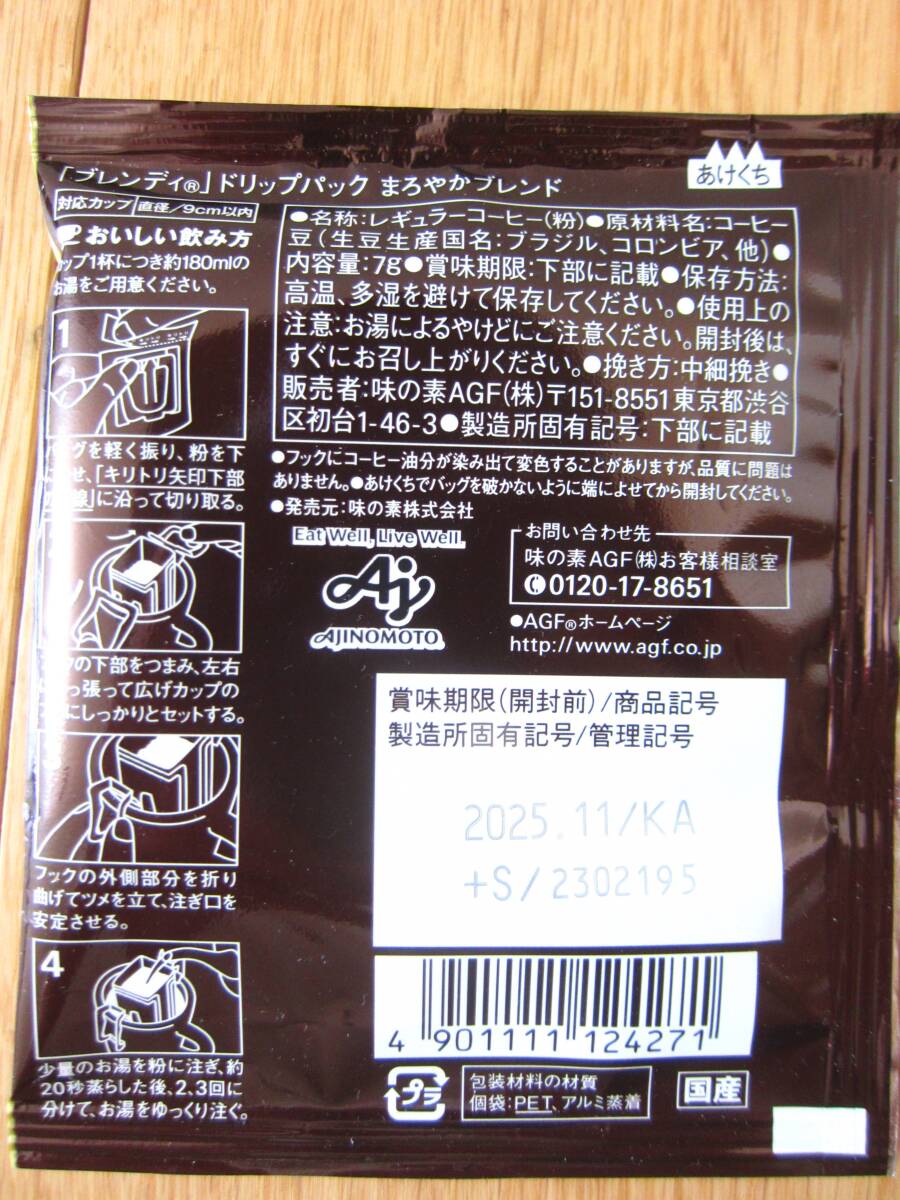 「ブレンディ®」ドリップパック まろやかブレンド
あけくち
対応カップ 直径/9cm以内
おいしい飲み方
カップ1杯につき約180mlの
お湯をご用意ください。
1
バッグを軽く振り、粉を下
せ、「キリトリ矢印下部
線」に沿って切り取る。
の下部をつまみ、左右
っ張って広げカップの
にしっかりとセットする。
フックの外側部分を折り
曲げてツメを立て、注ぎ口を
安定させる。
4
少量のお湯を粉に注ぎ、約
20秒蒸らした後、2、3回に
分けて、お湯をゆっくり注ぐ。
●名称:レギュラーコーヒー(粉)●原材料名:コーヒー
豆(生豆生産国名:ブラジル、コロンビア、他)●
内容量:7g●賞味期限:下部に記載●保存方法:
高温、多湿を避けて保存してください。●使用上の
注意:お湯によるやけどにご注意ください。開封後は、
すぐにお召し上がりください。●挽き方:中細挽き●
販売者:味の素AGF(株)〒151-8551東京都渋谷
区初台1-46-3●製造所固有記号:下部に記載
●フックにコーヒー油分が染み出て変色することがありますが、品質に問題は
ありません。●あけくちでバッグを破かないように端によせてから開封してください。
●発売元:味の素株式会社
Eat Well, Live Well.
Aj
AJINOMOTO
お問い合わせ先
味の素AGF(株)お客様相談室
0120-17-8651
●AGF®ホームページ
http://www.agf.co.jp
賞味期限(開封前)/商品記号
製造所固有記号/管理記号
2025.11/KA
+S/2302195
4 901111 124271
プラ
包装材料の材質
個袋:PET、アルミ蒸着
国産